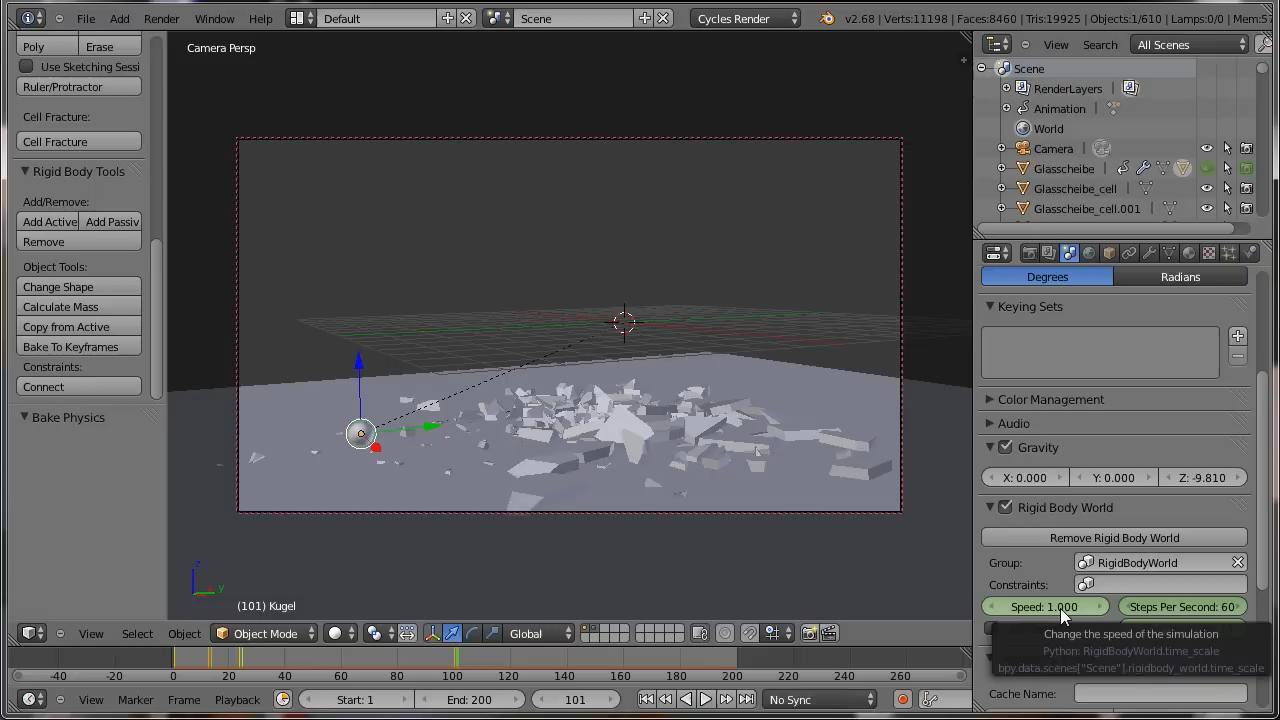 File Add Render Window Help Default Scene Cycles Render v2.68 | Verts:11198 | Faces:8460 | Tris:19925 | Objects:1/610 | Lamps:0/0 | Mem:
Poly Erase
Use Sketching Sessi
Ruler/Protractor
Cell Fracture:
Cell Fracture
Rigid Body Tools
Add/Remove:
Add Active Add Passiv
Remove
Object Tools:
Change Shape
Calculate Mass
Copy from Active
Bake To Keyframes
Constraints:
Connect
Bake Physics
Camera Persp
z
y
(101) Kugel
View Select Object Object Mode Global
-40 -20 0 20 40 60 80 100 120 140 160 180 200 220 240 260
View Marker Frame Playback Start: 1 End: 200 101 No Sync
View Search All Scenes
Scene
RenderLayers
Animation
World
Camera
Glasscheibe
Glasscheibe_cell
Glasscheibe_cell.001
Degrees Radians
Keying Sets
Color Management
Audio
Gravity
X: 0.000 Y: 0.000 Z: -9.810
Rigid Body World
Remove Rigid Body World
Group: RigidBodyWorld
Constraints:
Speed: 1.000 Steps Per Second: 60
Change the speed of the simulation
Python: RigidBodyWorld.time_scale
bpy.data.scenes["Scene"].rigidbody_world.time_scale
Cache Name: